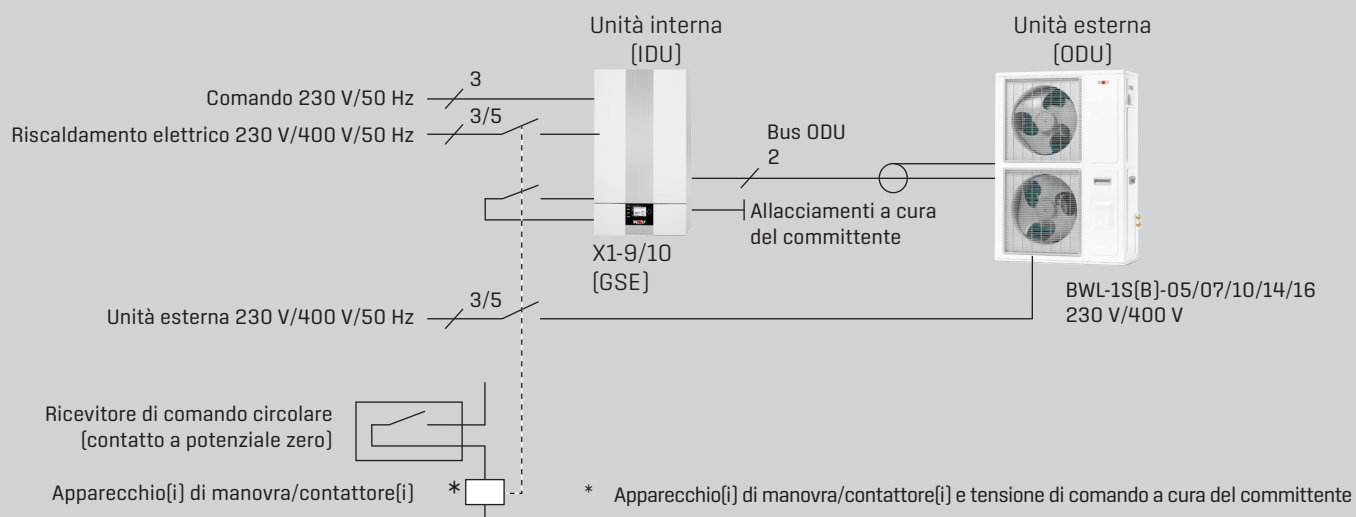 Unità interna
(IDU)
Unità esterna
(ODU)
3
Comando 230 V/50 Hz
3/5
Riscaldamento elettrico 230 V/400 V/50 Hz
Bus ODU
2
Allacciamenti a cura
del committente
X1-9/10
(GSE)
BWL-1S(B)-05/07/10/14/16
230 V/400 V
3/5
Unità esterna 230 V/400 V/50 Hz
Ricevitore di comando circolare
(contatto a potenziale zero)
Apparecchio(i) di manovra/contattore(i) *
* Apparecchio(i) di manovra/contattore(i) e tensione di comando a cura del committente